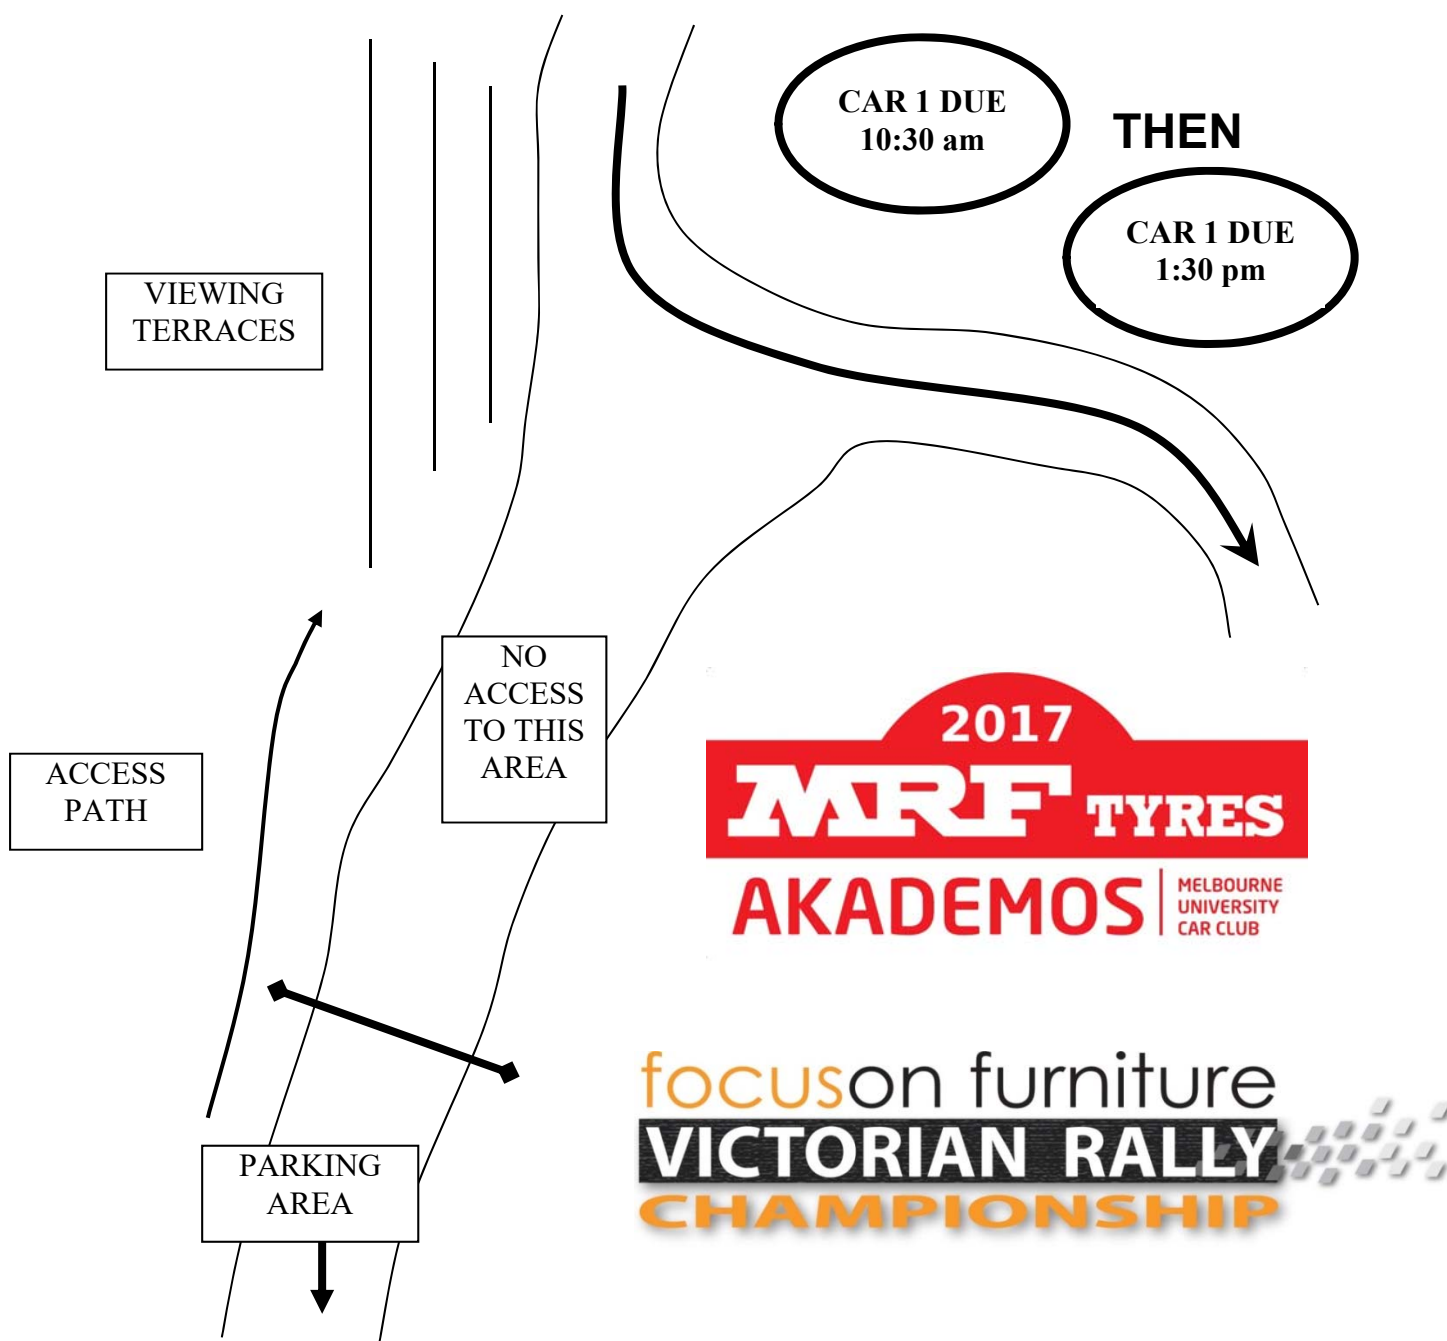 CAR 1 DUE
10:30 am
THEN
CAR 1 DUE
1:30 pm
VIEWING
TERRACES
NO
ACCESS
TO THIS
AREA
ACCESS
PATH
2017
MRF TYRES
AKADEMOS
MELBOURNE
UNIVERSITY
CAR CLUB
focuson furniture
VICTORIAN RALLY
CHAMPIONSHIP
PARKING
AREA